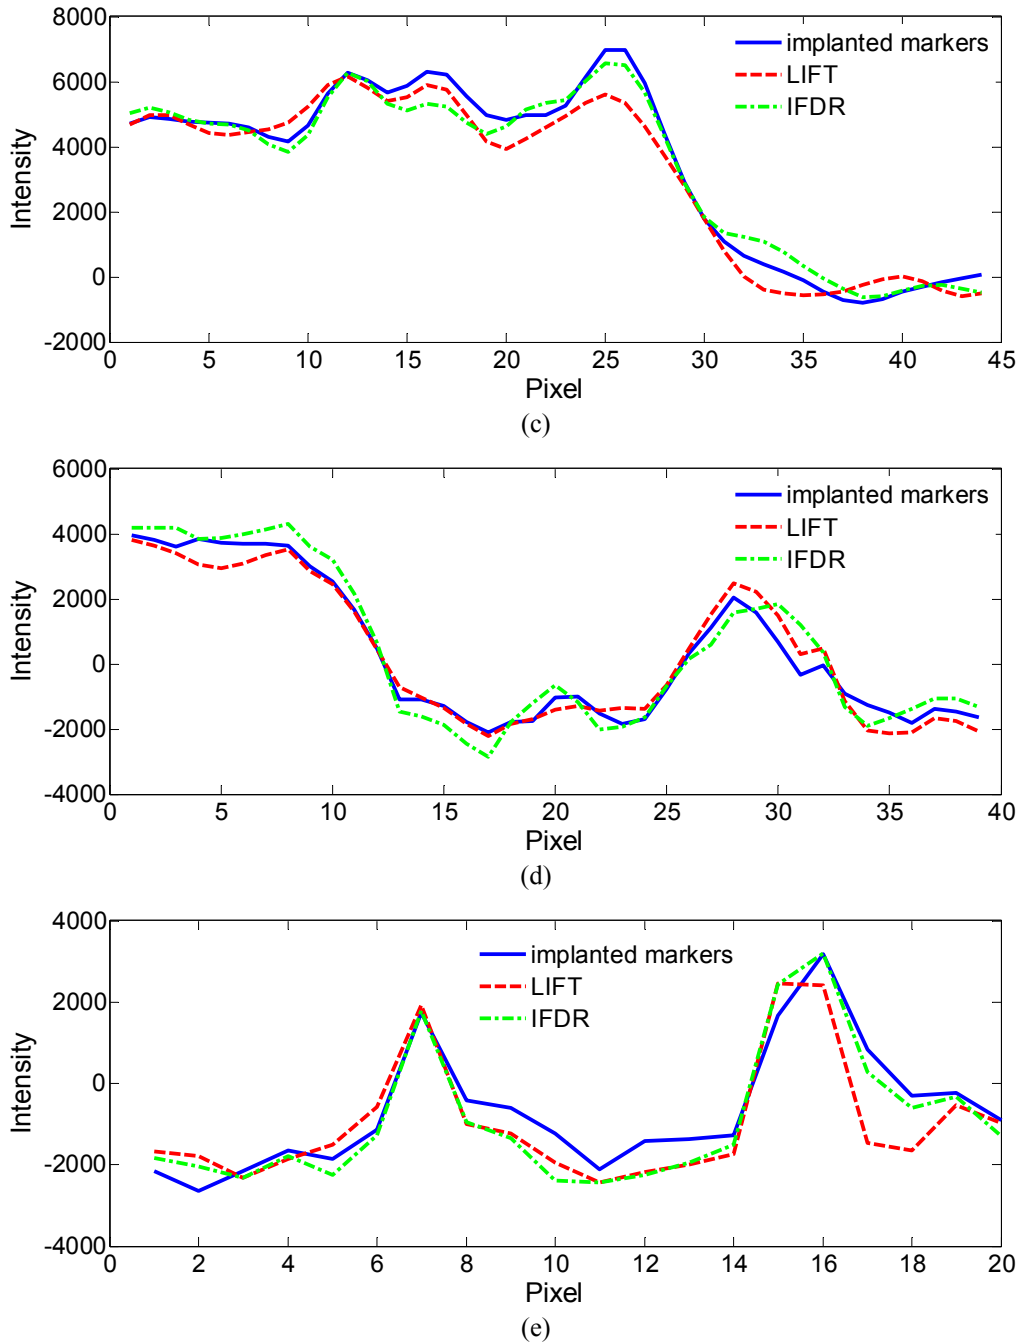 8000
6000
4000
2000
0
-2000
Intensity
implanted markers
LIFT
IFDR
0 5 10 15 20 25 30 35 40 45
Pixel
(c)
6000
4000
2000
0
-2000
-4000
Intensity
implanted markers
LIFT
IFDR
0 5 10 15 20 25 30 35 40
Pixel
(d)
4000
2000
0
-2000
-4000
Intensity
implanted markers
LIFT
IFDR
0 2 4 6 8 10 12 14 16 18 20
Pixel
(e)